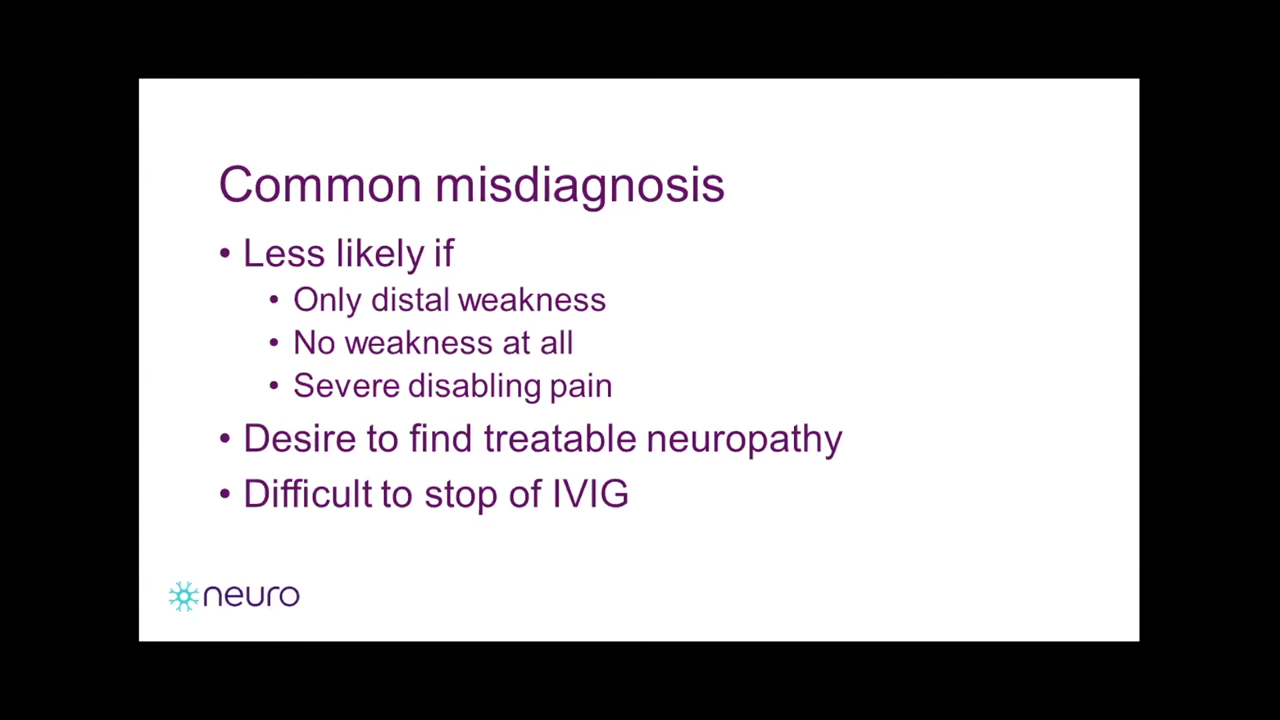 Common misdiagnosis
• Less likely if
• Only distal weakness
• No weakness at all
• Severe disabling pain
• Desire to find treatable neuropathy
• Difficult to stop of IVIG
neuro